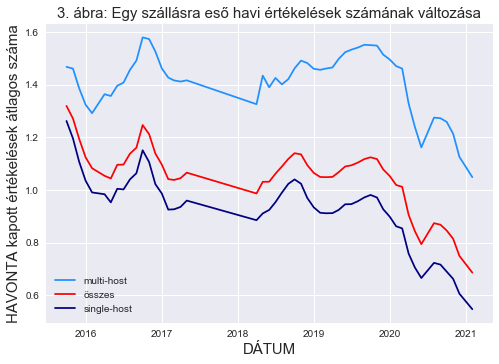 3. ábra: Egy szállásra eső havi értékelések számának változása
HAVONTA kapott értékelések átlagos száma
1.6
1.4
1.2
1.0
0.8
0.6
multi-host
összes
single-host
2016
2017
2018
2019
2020
2021
DÁTUM